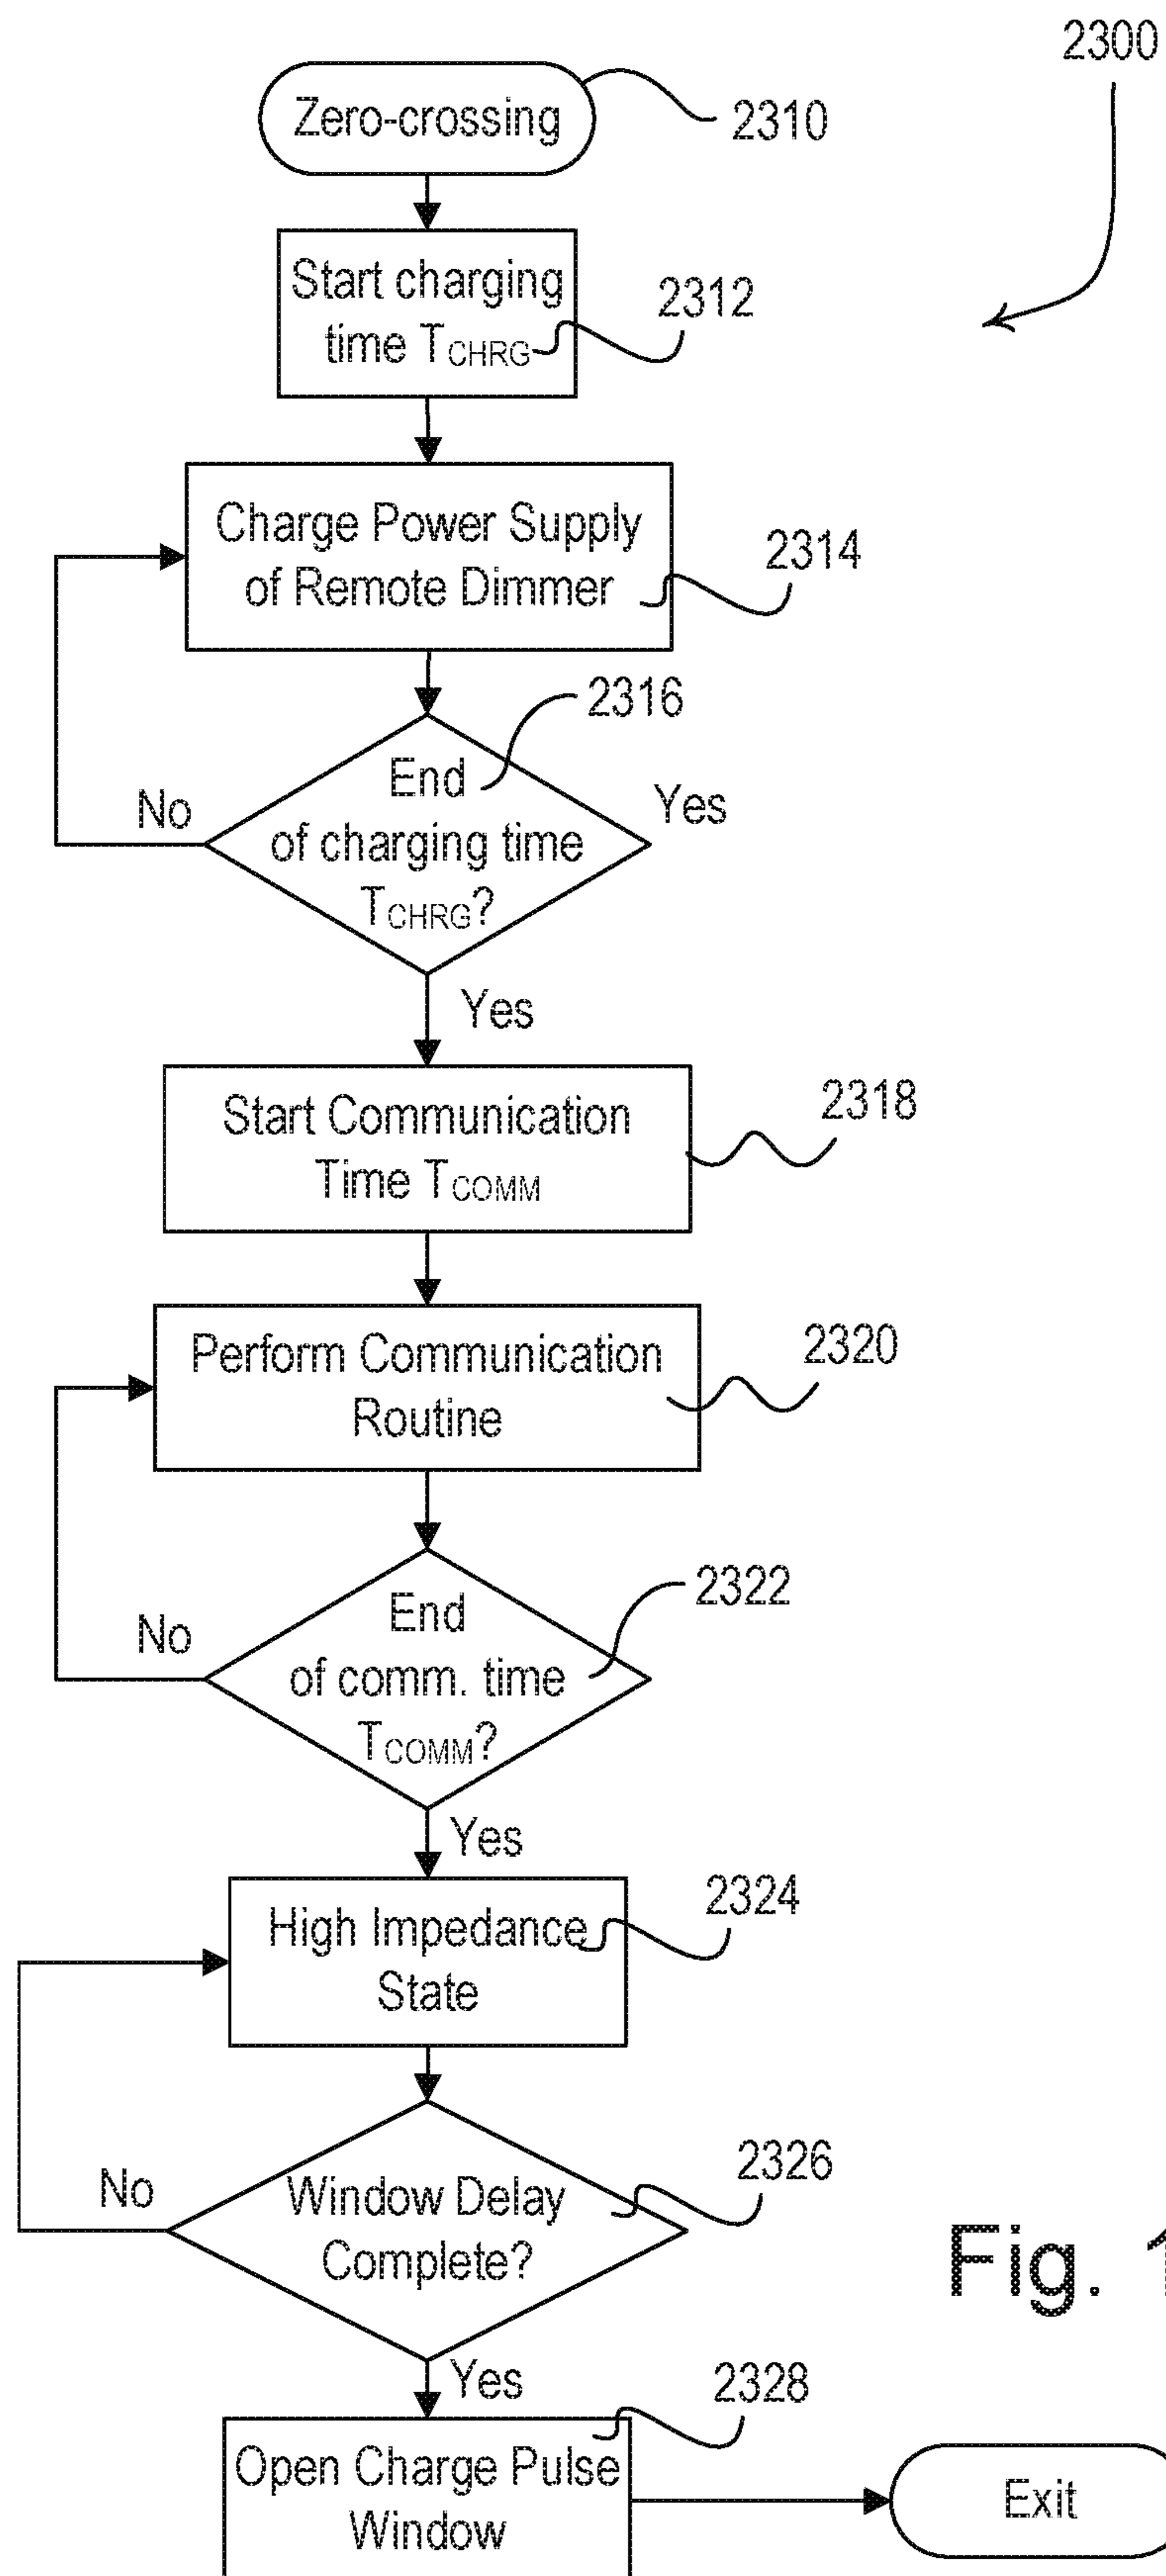 2300
Zero-crossing
2310
Start charging
time TCHRG
2312
Charge Power Supply
of Remote Dimmer
2314
2316
End
of charging time
TCHRG?
No
Yes
Yes
Start Communication
Time TCOMM
2318
Perform Communication
Routine
2320
2322
End
of comm. time
TCOMM?
No
Yes
High Impedance
State
2324
Window Delay
Complete?
2326
No
Fig. 1
Yes
2328
Open Charge Pulse
Window
Exit